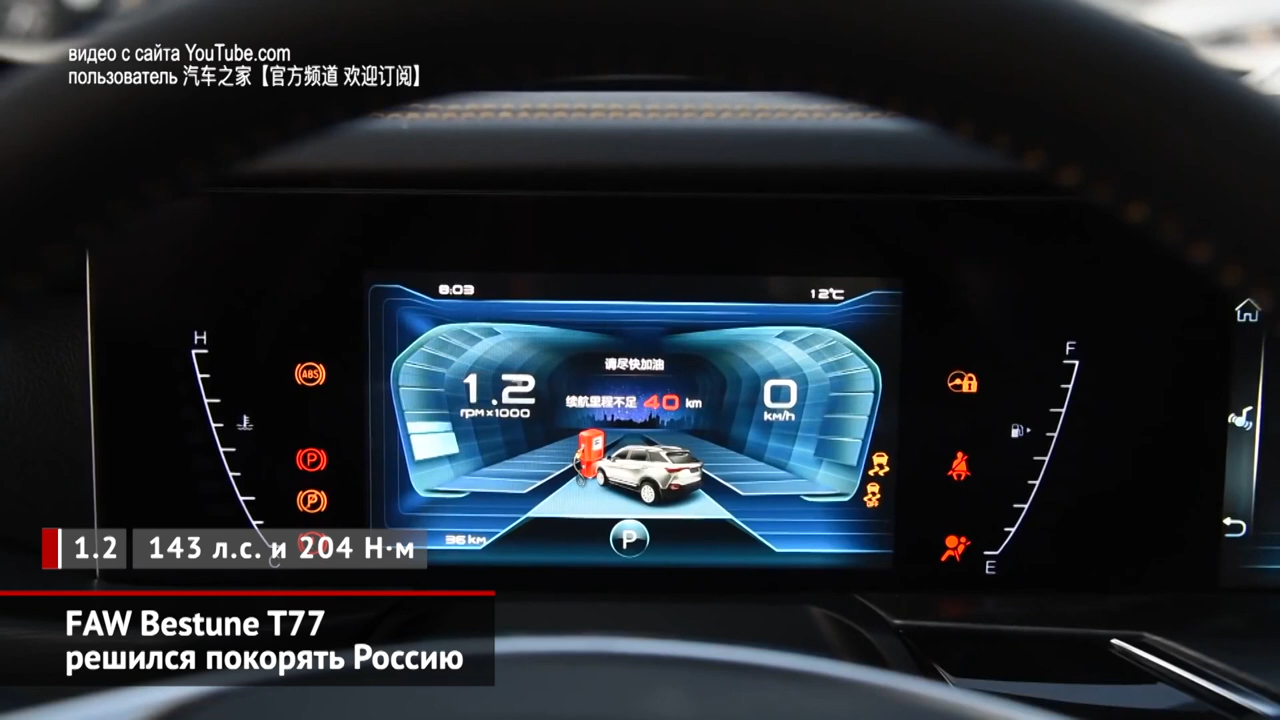 видео с сайта YouTube.com
пользователь 汽车之家【官方频道 欢迎订阅】
8:03
12℃
H
F
ABS
请尽快加油
1.2
rpm×1000
续航里程不足 40 km
0
km/h
P
P
36 km
P
C
E
1.2
143 л.с. и 204 Н·м
FAW Bestune T77
решился покорять Россию